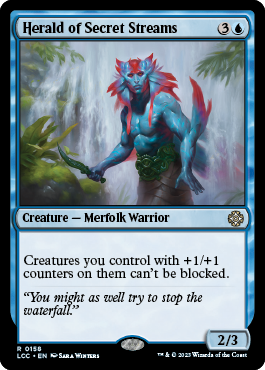 Herald of Secret Streams 3
Creature — Merfolk Warrior
Creatures you control with +1/+1
counters on them can't be blocked.
“You might as well try to stop the
waterfall.”
R 0158
LCC • EN Sara Winters
™ & © 2023 Wizards of the Coast
2/3